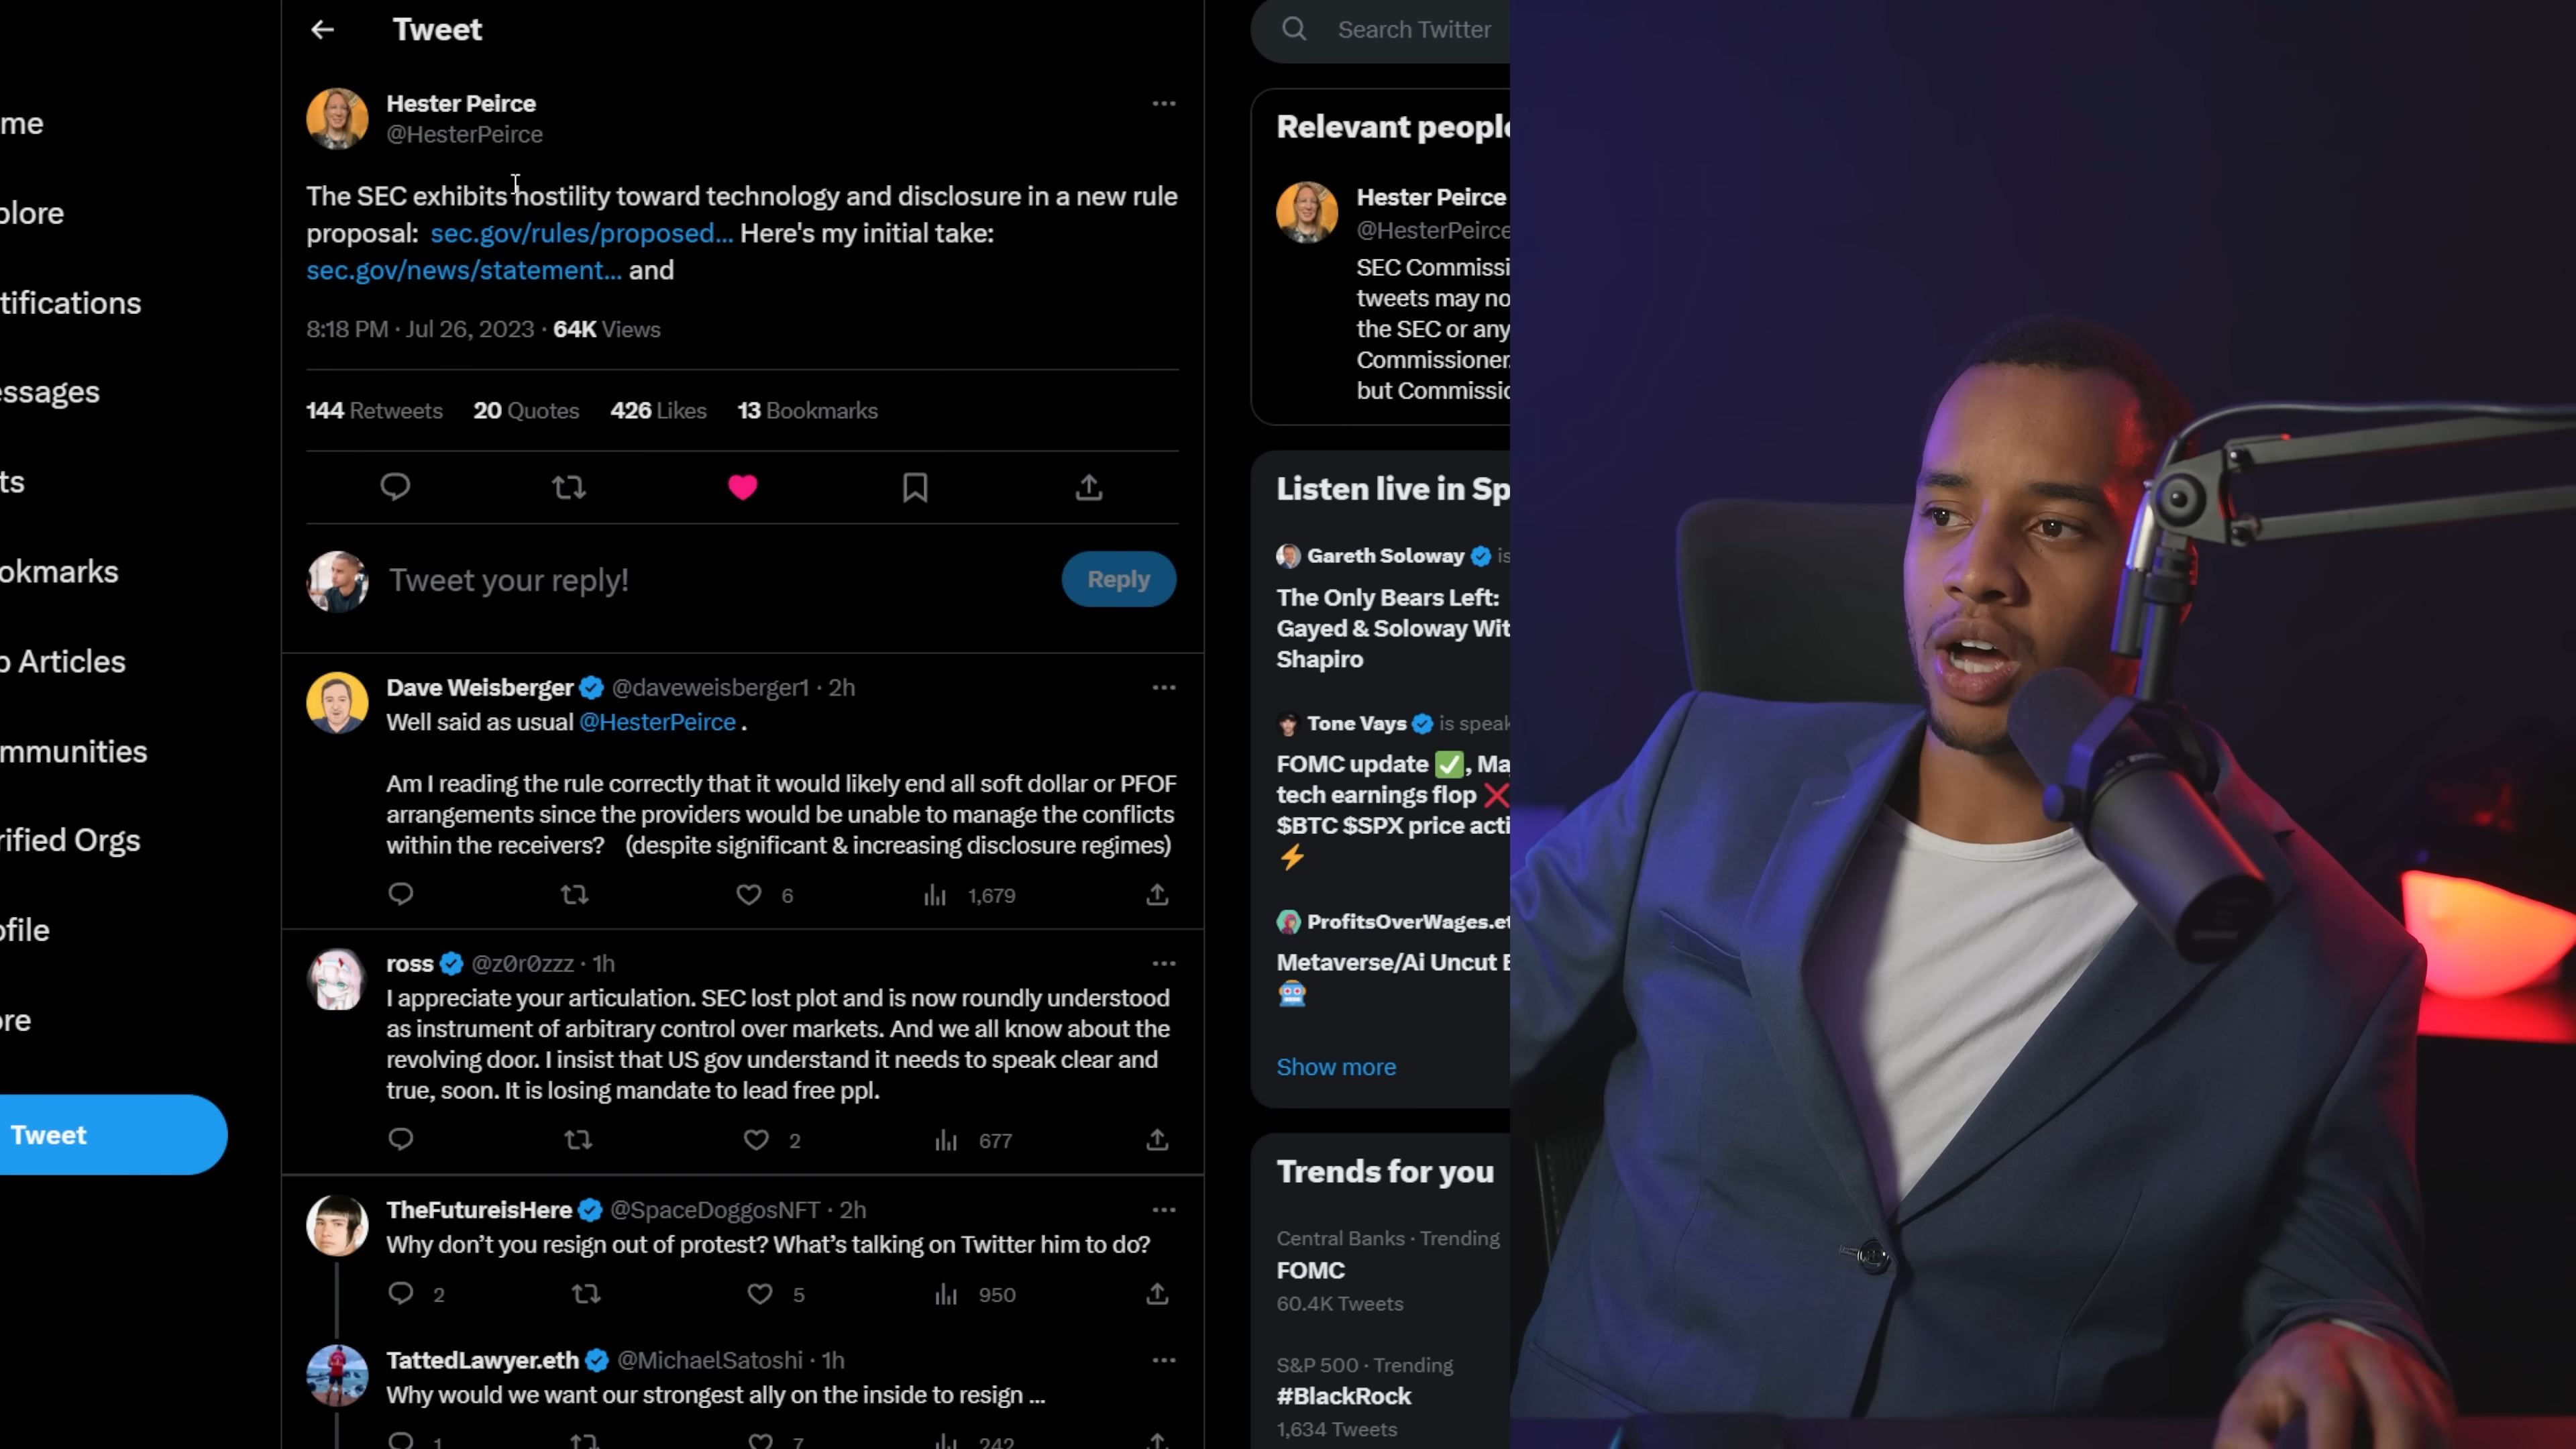 Tweet
Search Twitter
me
plore
tifications
essages
ts
okmarks
p Articles
mmunities
rified Orgs
ofile
ore
Tweet
Hester Peirce
@HesterPeirce
The SEC exhibits hostility toward technology and disclosure in a new rule
proposal: sec.gov/rules/proposed... Here's my initial take:
sec.gov/news/statement... and
8:18 PM · Jul 26, 2023 · 64K Views
144 Retweets 20 Quotes 426 Likes 13 Bookmarks
Tweet your reply!
Reply
Dave Weisberger @daveweisberger1 · 2h
Well said as usual @HesterPeirce .
Am I reading the rule correctly that it would likely end all soft dollar or PFOF
arrangements since the providers would be unable to manage the conflicts
within the receivers? (despite significant & increasing disclosure regimes)
6 1,679
ross @z0r0zzz · 1h
I appreciate your articulation. SEC lost plot and is now roundly understood
as instrument of arbitrary control over markets. And we all know about the
revolving door. I insist that US gov understand it needs to speak clear and
true, soon. It is losing mandate to lead free ppl.
2 677
TheFutureisHere @SpaceDoggosNFT · 2h
Why don't you resign out of protest? What's talking on Twitter him to do?
2 5 950
TattedLawyer.eth @MichaelSatoshi · 1h
Why would we want our strongest ally on the inside to resign ...
1 7 242
Relevant people
Hester Peirce
@HesterPeirce
SEC Commissi
tweets may no
the SEC or any
Commissioner.
but Commissio
Listen live in Sp
Gareth Soloway is
The Only Bears Left:
Gayed & Soloway Wit
Shapiro
Tone Vays is speak
FOMC update ✅, Ma
tech earnings flop ❌
$BTC $SPX price acti
⚡
ProfitsOverWages.et
Metaverse/Ai Uncut E
Show more
Trends for you
Central Banks · Trending
FOMC
60.4K Tweets
S&P 500 · Trending
#BlackRock
1,634 Tweets